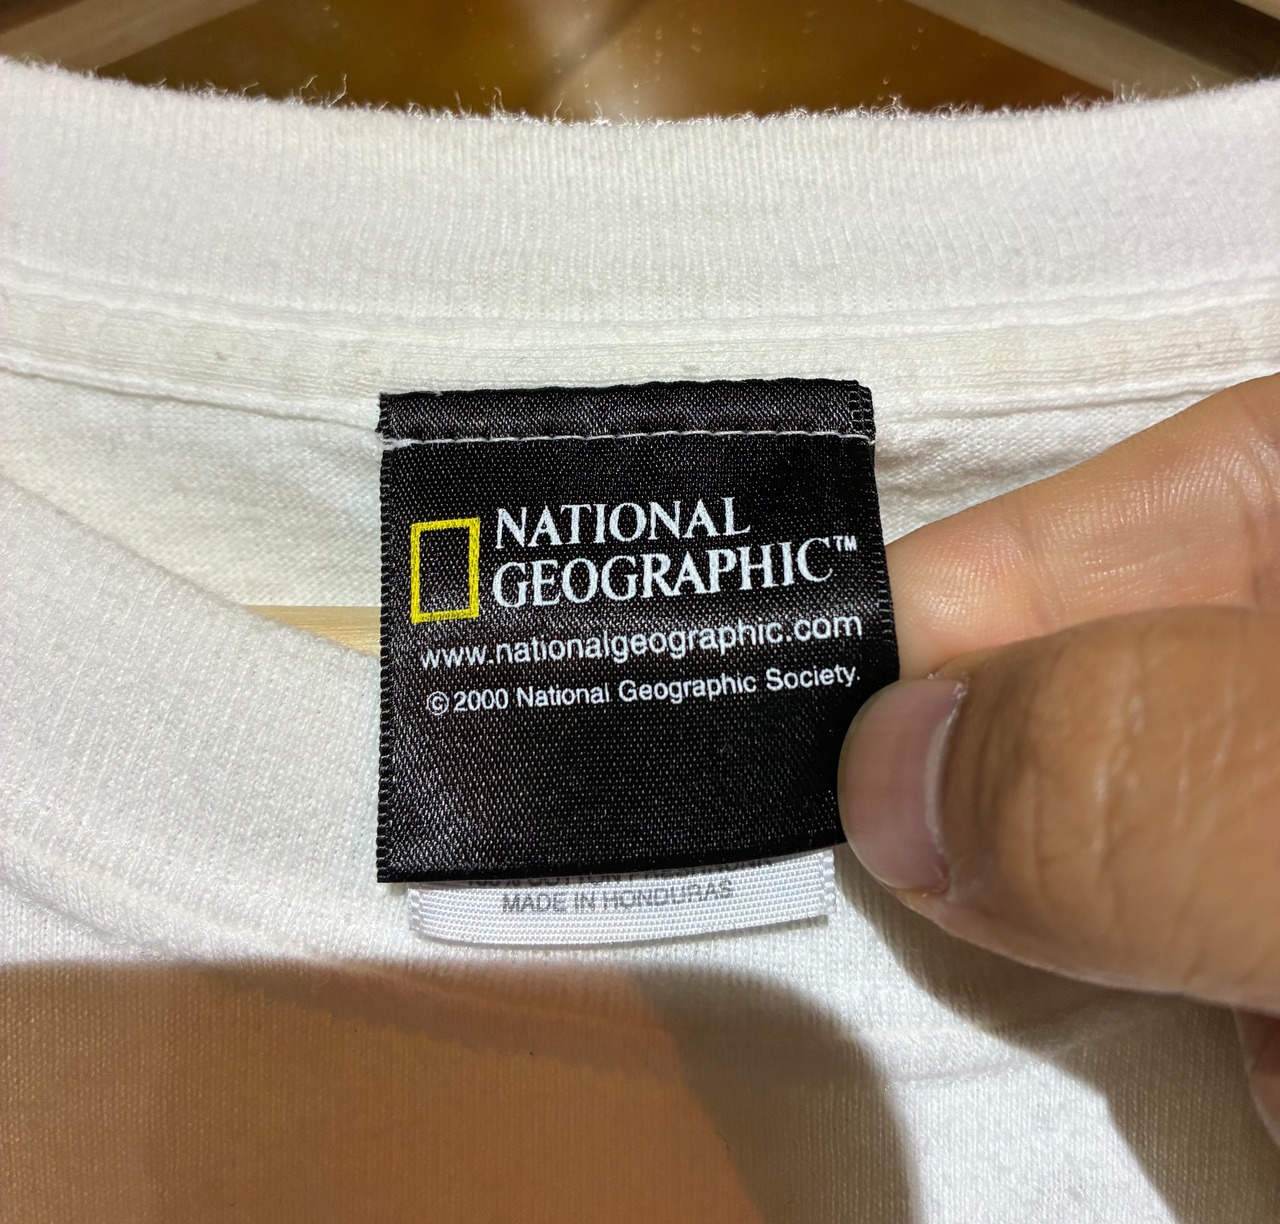 NATIONAL
GEOGRAPHIC™
www.nationalgeographic.com
© 2000 National Geographic Society.
MADE IN HONDURAS